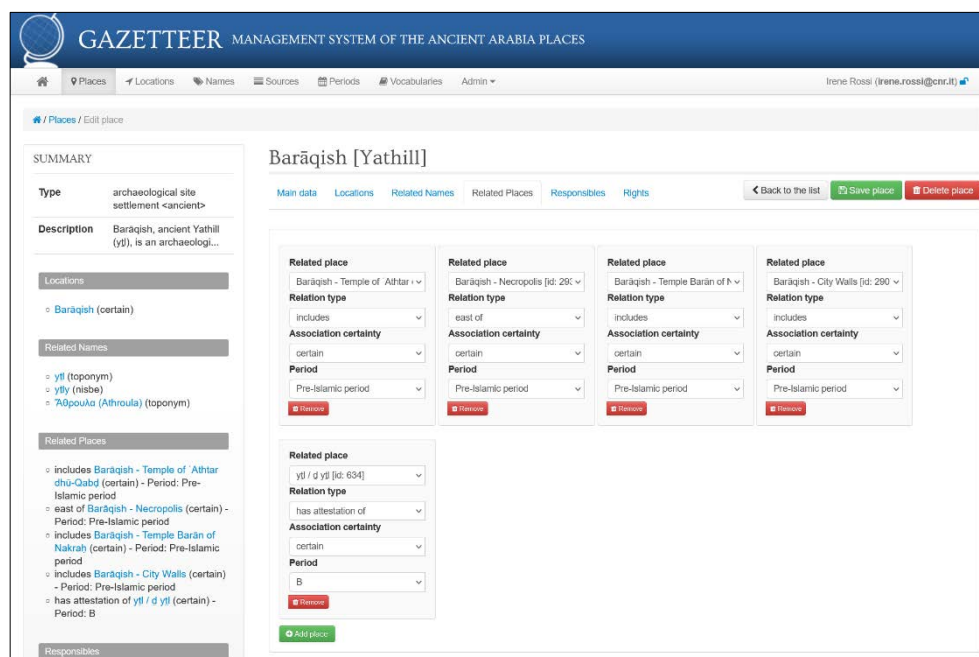 GAZETTEER MANAGEMENT SYSTEM OF THE ANCIENT ARABIA PLACES
Places Locations Names Sources Periods Vocabularies Admin
Irene Rossi (irene.rossi@cnr.it)
/ Places / Edit place
SUMMARY
Type archaeological site
settlement <ancient>
Description Barāqish, ancient Yathill
(yṯl), is an archaeologi...
Locations
Barāqish (certain)
Related Names
yṯl (toponym)
yṯly (nisbe)
Ἄθρουλα (Athroula) (toponym)
Related Places
includes Barāqish - Temple of ʿAthtar
dhū-Qabḍ (certain) - Period: Pre-
Islamic period
east of Barāqish - Necropolis (certain) -
Period: Pre-Islamic period
includes Barāqish - Temple Barān of
Nakraḥ (certain) - Period: Pre-Islamic
period
includes Barāqish - City Walls (certain)
- Period: Pre-Islamic period
has attestation of yṯl / ḏ yṯl (certain) -
Period: B
Responsibles
Barāqish [Yathill]
Main data Locations Related Names Related Places Responsibles Rights
Back to the list Save place Delete place
Related place
Barāqish - Temple of ʿAthtar
Relation type
includes
Association certainty
certain
Period
Pre-Islamic period
Remove
Related place
Barāqish - Necropolis [id: 29
Relation type
east of
Association certainty
certain
Period
Pre-Islamic period
Remove
Related place
Barāqish - Temple Barān of N
Relation type
includes
Association certainty
certain
Period
Pre-Islamic period
Remove
Related place
Barāqish - City Walls [id: 290
Relation type
includes
Association certainty
certain
Period
Pre-Islamic period
Remove
Related place
yṯl / ḏ yṯl [id: 634]
Relation type
has attestation of
Association certainty
certain
Period
B
Remove
Add place